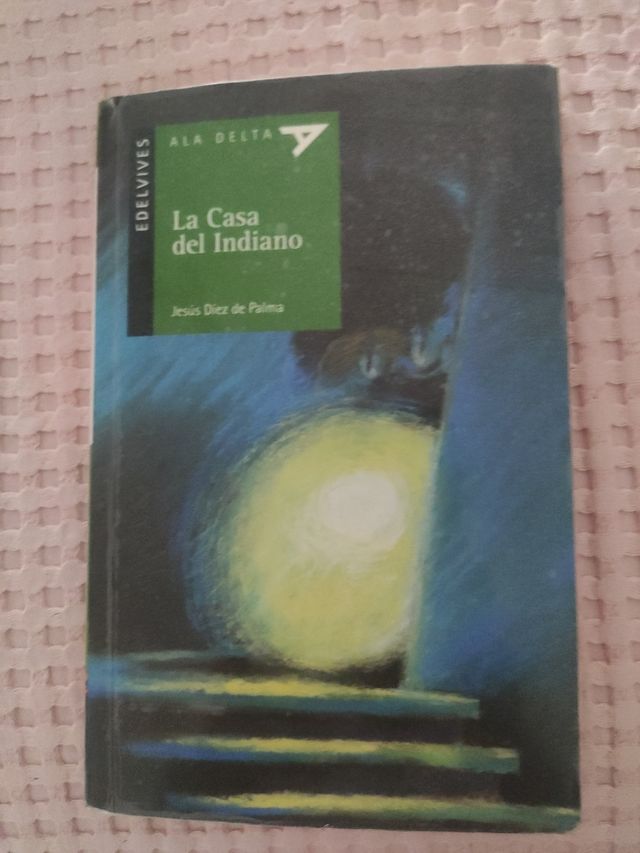 EDELVIVES
ALA DELTA
La Casa
del Indiano
Jesús Díez de Palma